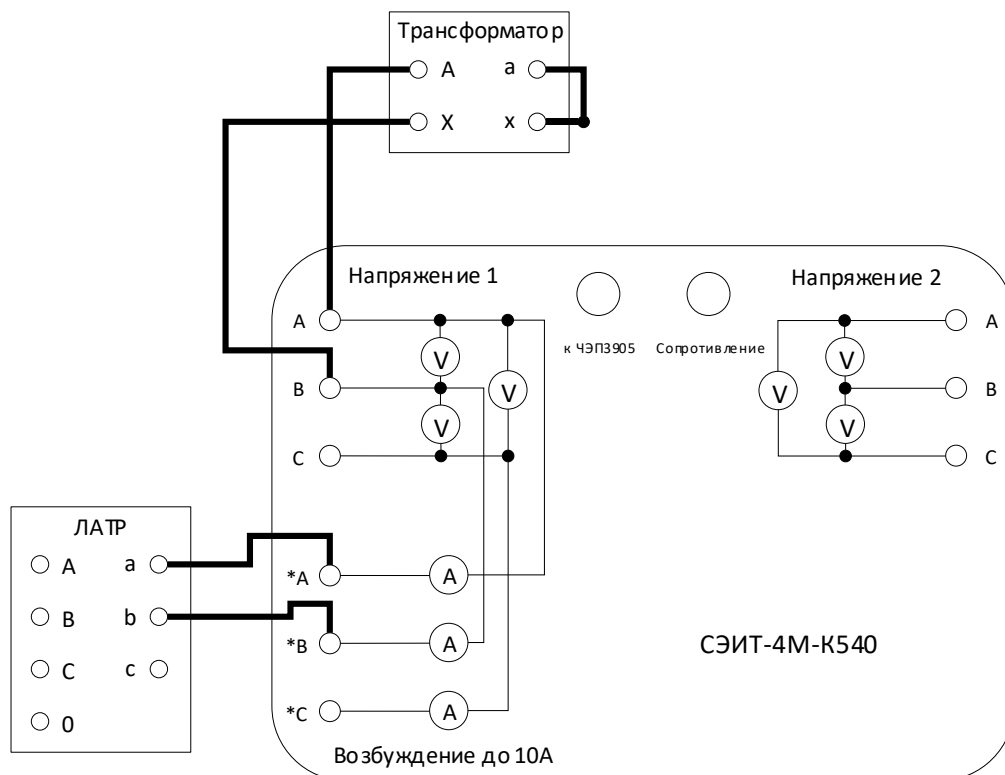 Трансформатор
A a
X x
Напряжение 1
Напряжение 2
A
B
C
V
V
V
к ЧЭП3905
Сопротивление
V
V
V
A
B
C
ЛАТР
A a
B b
C c
0
*A A
*B A
*C A
СЭИТ-4М-К540
Возбуждение до 10А